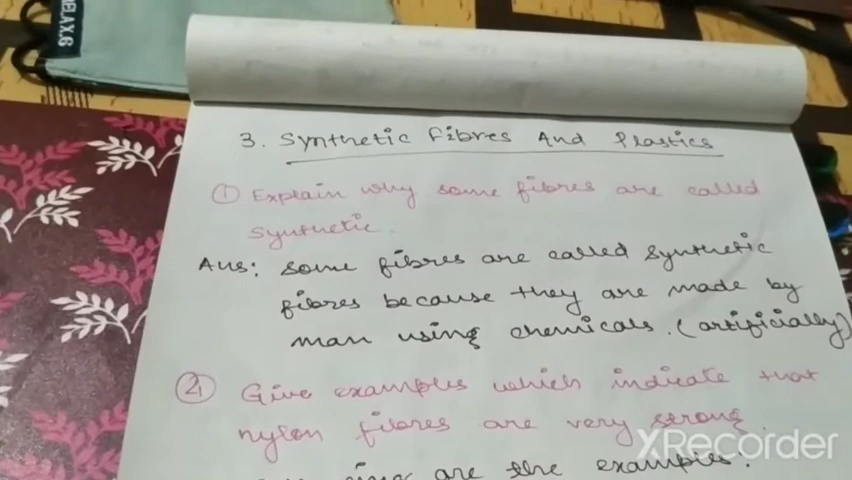 RELAX.6
3. Synthetic Fibres And Plastics
① Explain why some fibres are called
synthetic.
Ans: some fibres are called synthetic
fibres because they are made by
man using chemicals. (artificially)
② Give examples which indicate that
nylon fibres are very strong.
are the examples:
XRecorder